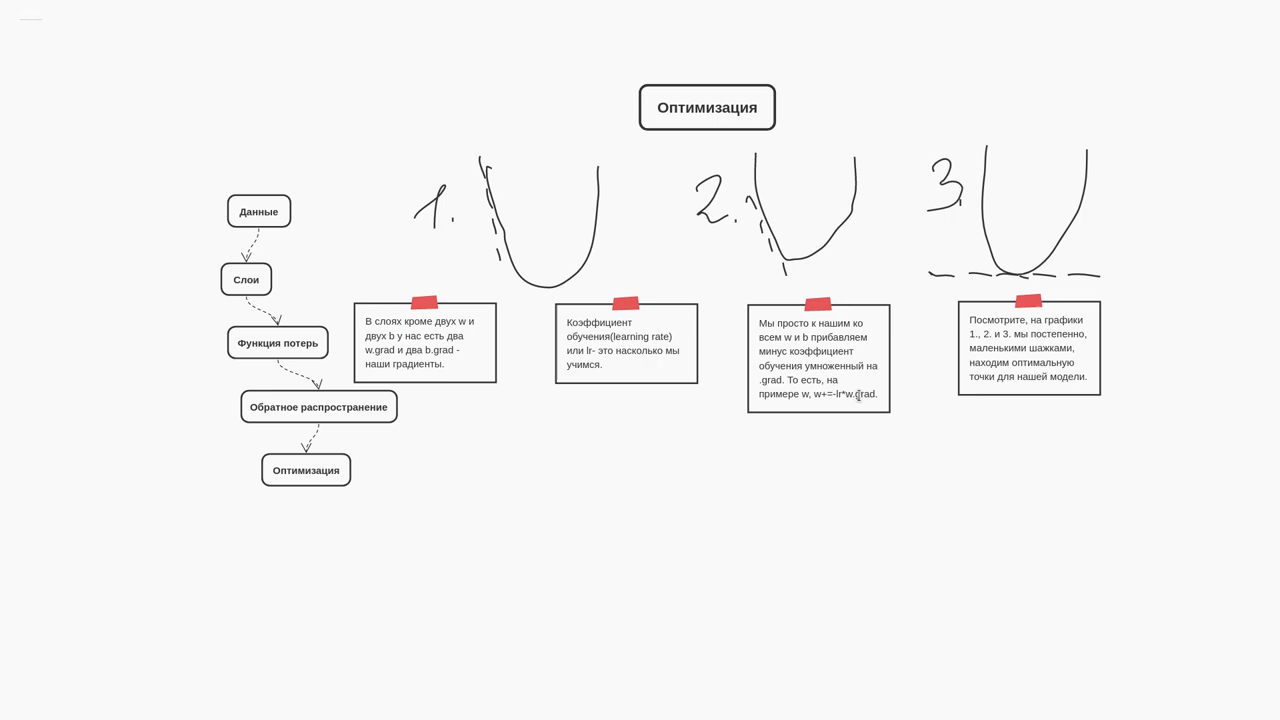 Оптимизация
1.
2.
3.
Данные
Слои
Функция потерь
Обратное распространение
Оптимизация
В слоях кроме двух w и
двух b у нас есть два
w.grad и два b.grad -
наши градиенты.
Коэффициент
обучения(learning rate)
или lr- это насколько мы
учимся.
Мы просто к нашим ко
всем w и b прибавляем
минус коэффициент
обучения умноженный на
.grad. То есть, на
примере w, w+=-lr*w.grad.
Посмотрите, на графики
1., 2. и 3. мы постепенно,
маленькими шажками,
находим оптимальную
точки для нашей модели.